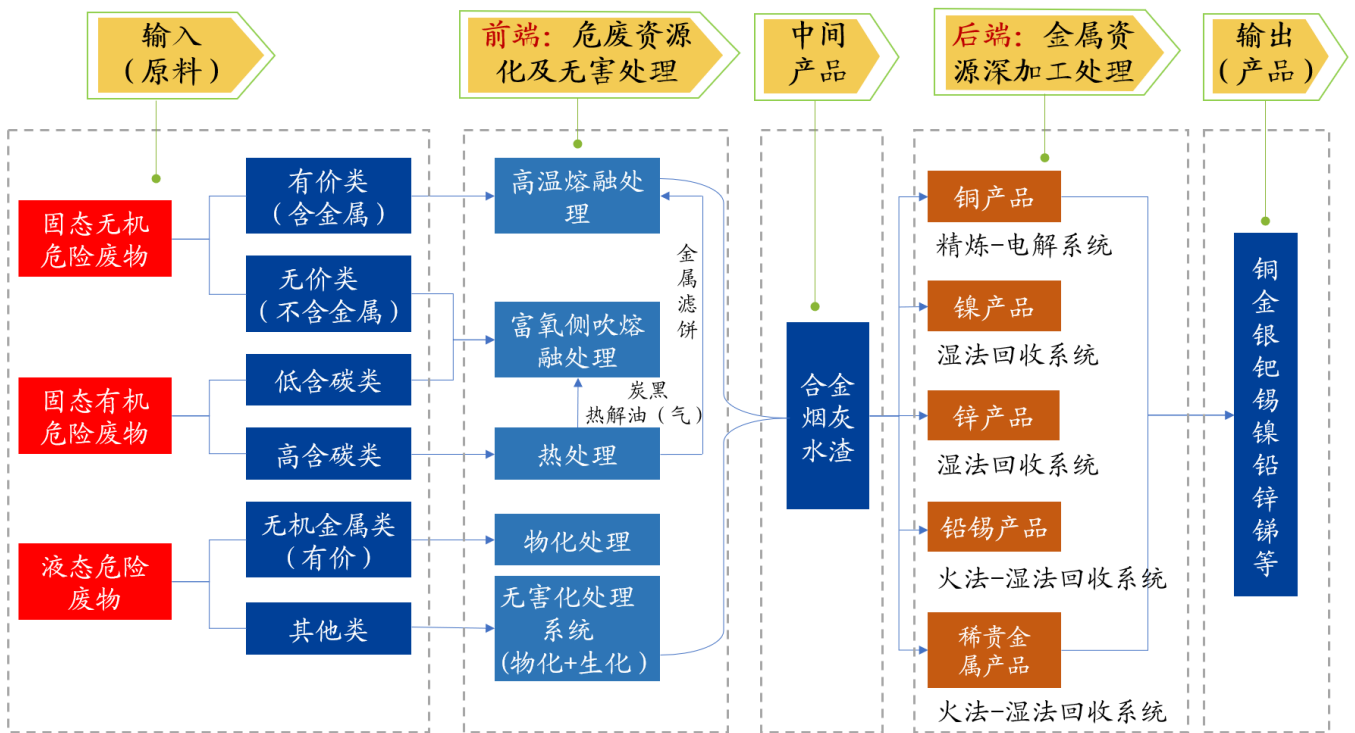 输入
（原料）
前端：危废资源
化及无害处理
中间
产品
后端：金属资
源深加工处理
输出
（产品）
固态无机
危险废物
有价类
（含金属）
无价类
（不含金属）
固态有机
危险废物
低含碳类
高含碳类
液态危险
废物
无机金属类
（有价）
其他类
高温熔融处
理
金
属
滤
饼
富氧侧吹熔
融处理
炭黑
热解油（气）
热处理
物化处理
无害化处理
系统
(物化+生化）
合金
烟灰
水渣
铜产品
精炼-电解系统
镍产品
湿法回收系统
锌产品
湿法回收系统
铅锡产品
火法-湿法回收系统
稀贵金
属产品
火法-湿法回收系统
铜
金
银
钯
锡
镍
铅
锌
锑
等